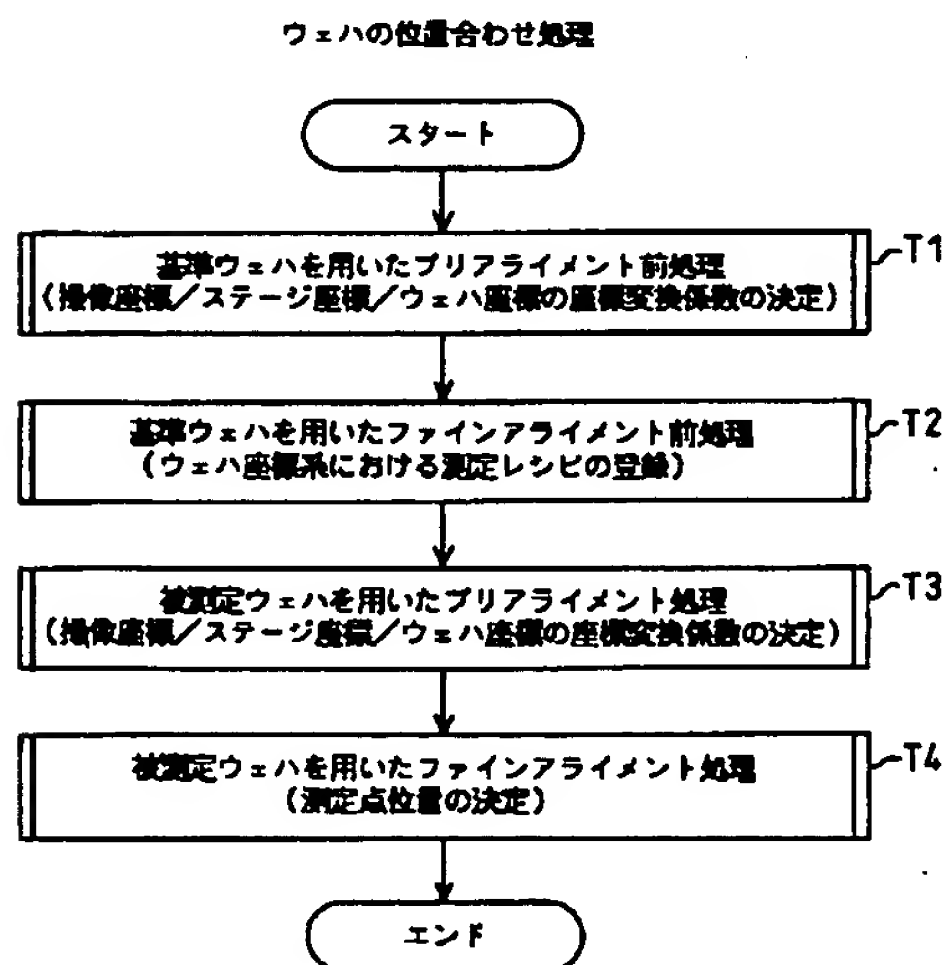 ウェハの位置合わせ処理
スタート
基準ウェハを用いたプリアライメント前処理
(撮像座標/ステージ座標/ウェハ座標の座標変換係数の決定)
T1
基準ウェハを用いたファインアライメント前処理
(ウェハ座標系における測定レシピの登録)
T2
被測定ウェハを用いたプリアライメント処理
(撮像座標/ステージ座標/ウェハ座標の座標変換係数の決定)
T3
被測定ウェハを用いたファインアライメント処理
(測定点位置の決定)
T4
エンド